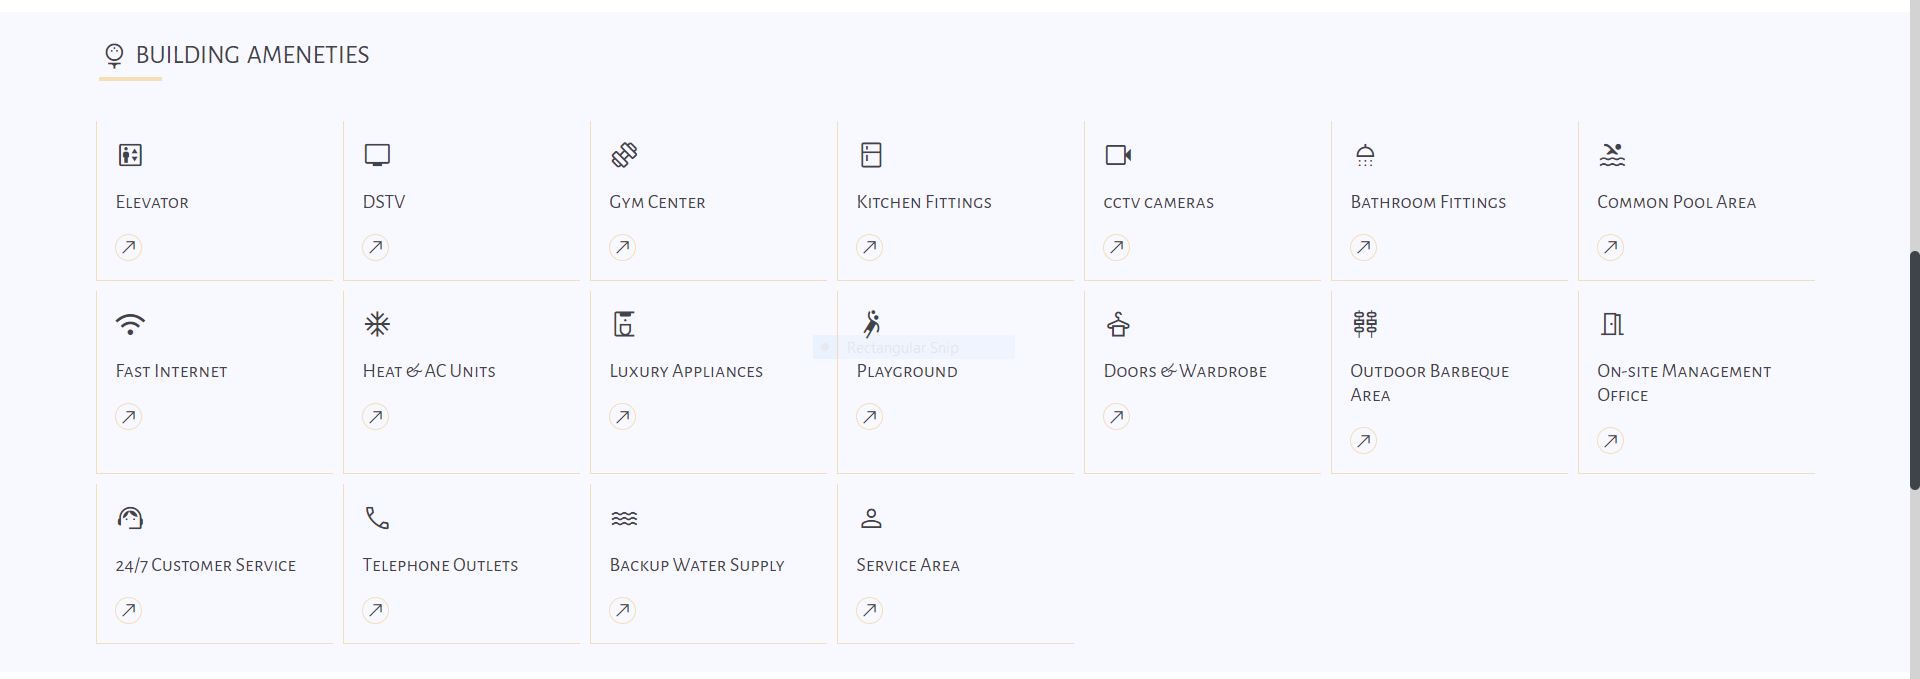 BUILDING AMENETIES
Elevator
DSTV
Gym Center
Kitchen Fittings
cctv cameras
Bathroom Fittings
Common Pool Area
Fast Internet
Heat & AC Units
Luxury Appliances
Rectangular Snip
Playground
Doors & Wardrobe
Outdoor Barbeque
Area
On-site Management
Office
24/7 Customer Service
Telephone Outlets
Backup Water Supply
Service Area